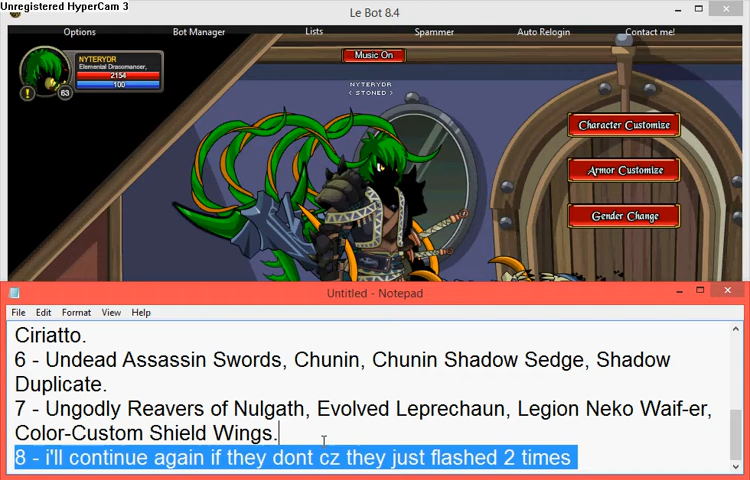 Unregistered HyperCam 3
Le Bot 8.4
Options Bot Manager Lists Spammer Auto Relogin Contact me!
Music On
NYTERYDR
Elemental Dracomancer,
2154
100
63
NYTERYDR
< STONED >
Character Customize
Armor Customize
Gender Change
Untitled - Notepad
File Edit Format View Help
Ciriatto.
6 - Undead Assassin Swords, Chunin, Chunin Shadow Sedge, Shadow
Duplicate.
7 - Ungodly Reavers of Nulgath, Evolved Leprechaun, Legion Neko Waif-er,
Color-Custom Shield Wings.
8 - i'll continue again if they dont cz they just flashed 2 times